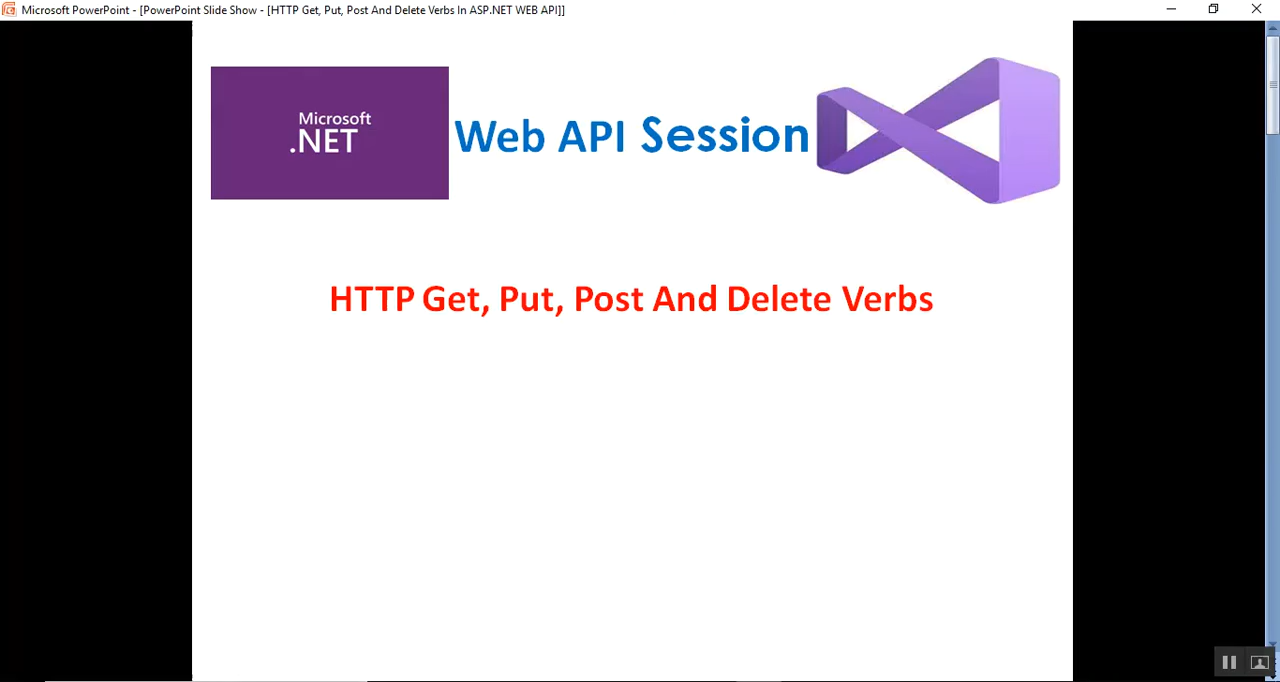 Microsoft PowerPoint - [PowerPoint Slide Show - [HTTP Get, Put, Post And Delete Verbs In ASP.NET WEB API]]
Microsoft
.NET
Web API Session
HTTP Get, Put, Post And Delete Verbs